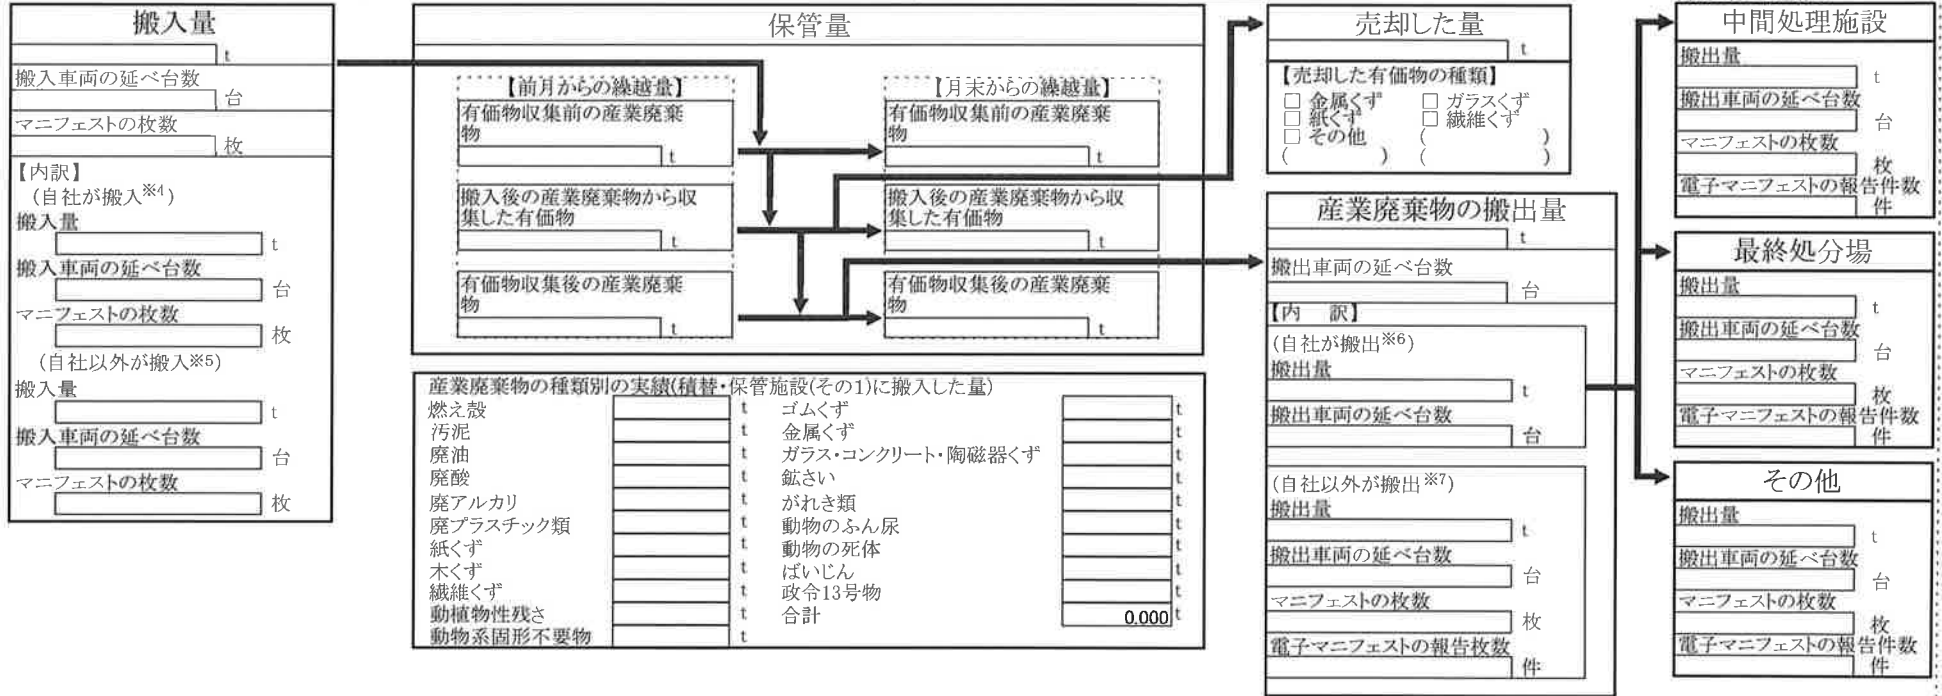 搬入量
t
搬入車両の延べ台数
台
マニフェストの枚数
枚
【内訳】
(自社が搬入※4)
搬入量
t
搬入車両の延べ台数
台
マニフェストの枚数
枚
(自社以外が搬入※5)
搬入量
t
搬入車両の延べ台数
台
マニフェストの枚数
枚
保管量
【前月からの繰越量】
有価物収集前の産業廃棄
物
t
搬入後の産業廃棄物から収
集した有価物
t
有価物収集後の産業廃棄
物
t
【月末からの繰越量】
有価物収集前の産業廃棄
物
t
搬入後の産業廃棄物から収
集した有価物
t
有価物収集後の産業廃棄
物
t
産業廃棄物の種類別の実績(積替・保管施設(その1)に搬入した量)
燃え殻 t ゴムくず t
汚泥 t 金属くず t
廃油 t ガラス・コンクリート・陶磁器くず t
廃酸 t 鉱さい t
廃アルカリ t がれき類 t
廃プラスチック類 t 動物のふん尿 t
紙くず t 動物の死体 t
木くず t ばいじん t
繊維くず t 政令13号物 t
動植物性残さ t 合計 0.000 t
動物系固形不要物 t
売却した量
t
【売却した有価物の種類】
□ 金属くず □ ガラスくず
□ 紙くず □ 繊維くず
□ その他 ( )
( ) ( )
産業廃棄物の搬出量
t
搬出車両の延べ台数
台
【内 訳】
(自社が搬出※6)
搬出量
t
搬出車両の延べ台数
台
(自社以外が搬出※7)
搬出量
t
搬出車両の延べ台数
台
マニフェストの枚数
枚
電子マニフェストの報告枚数
件
中間処理施設
搬出量
t
搬出車両の延べ台数
台
マニフェストの枚数
枚
電子マニフェストの報告件数
件
最終処分場
搬出量
t
搬出車両の延べ台数
台
マニフェストの枚数
枚
電子マニフェストの報告件数
件
その他
搬出量
t
搬出車両の延べ台数
台
マニフェストの枚数
枚
電子マニフェストの報告件数
件